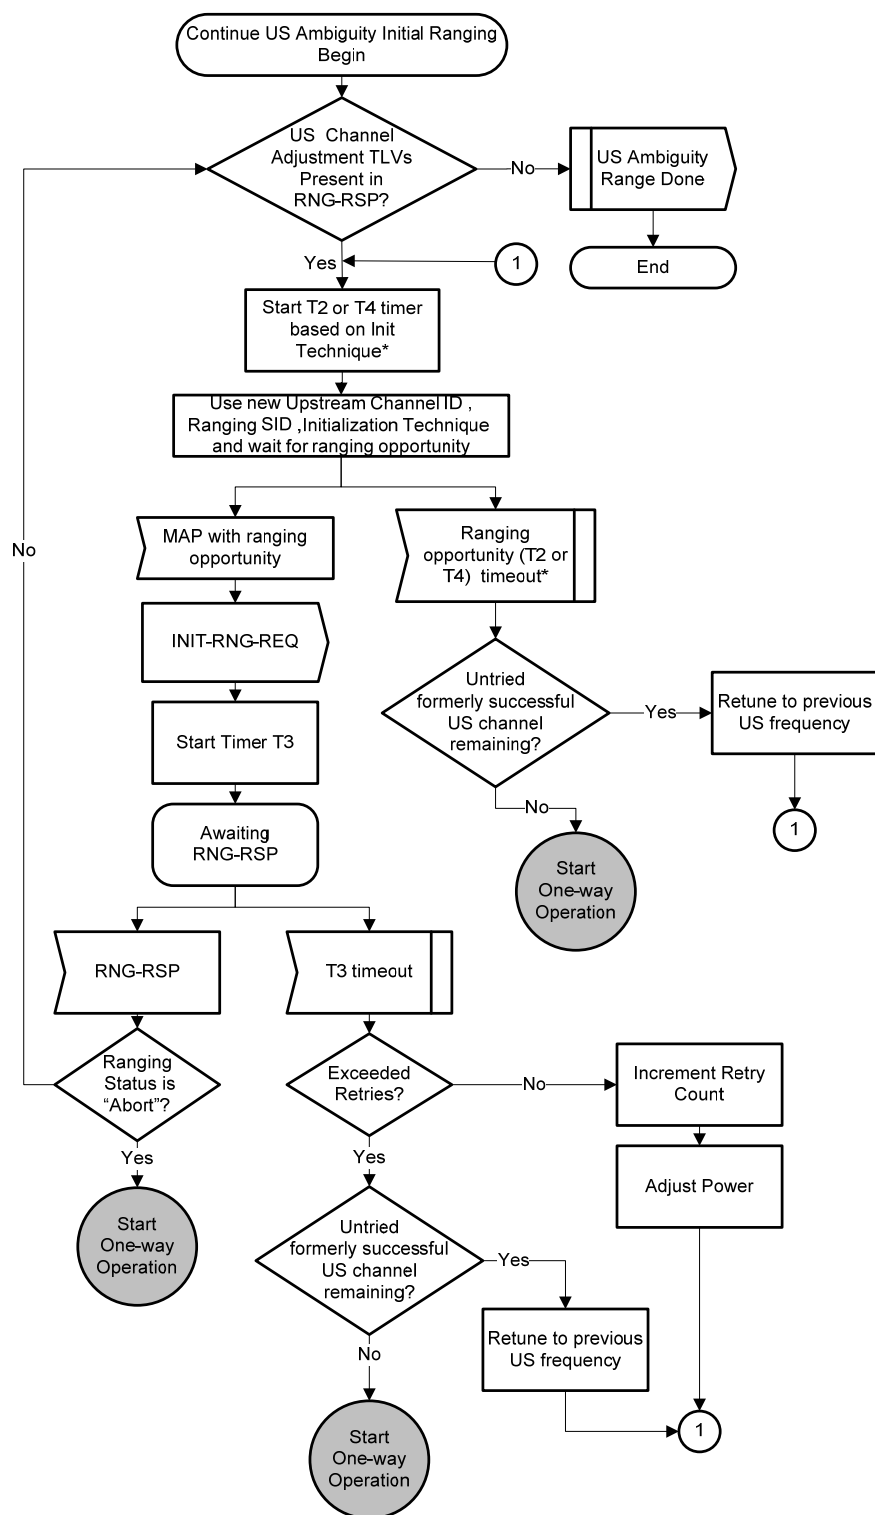 Continue US Ambiguity Initial Ranging
Begin
US Channel
Adjustment TLVs
Present in
RNG-RSP?
No
US Ambiguity
Range Done
End
Yes
1
Start T2 or T4 timer
based on Init
Technique*
Use new Upstream Channel ID ,
Ranging SID ,Initialization Technique
and wait for ranging opportunity
No
MAP with ranging
opportunity
Ranging
opportunity (T2 or
T4) timeout*
INIT-RNG-REQ
Untried
formerly successful
US channel
remaining?
Yes
Retune to previous
US frequency
Start Timer T3
No
1
Awaiting
RNG-RSP
Start
One-way
Operation
RNG-RSP
T3 timeout
Ranging
Status is
“Abort”?
Exceeded
Retries?
No
Increment Retry
Count
Yes
Yes
Adjust Power
Start
One-way
Operation
Untried
formerly successful
US channel
remaining?
Yes
Retune to previous
US frequency
No
1
Start
One-way
Operation